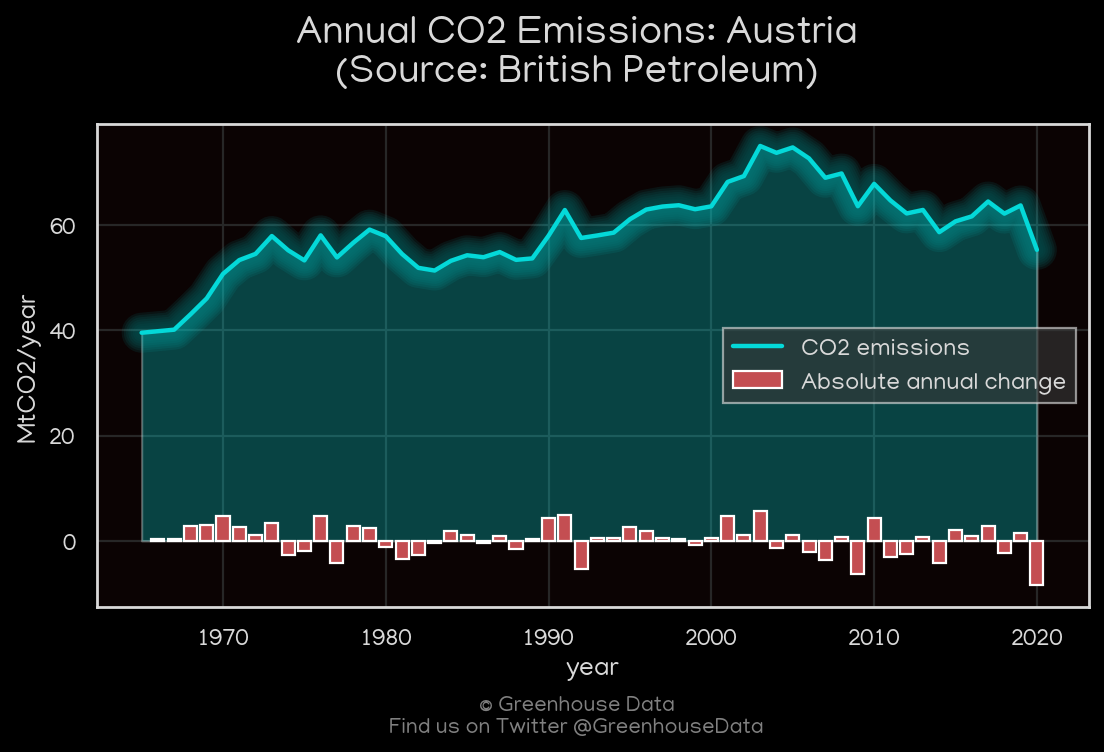 Annual CO2 Emissions: Austria
(Source: British Petroleum)
MtCO2/year
60
40
20
0
CO2 emissions
Absolute annual change
1970 1980 1990 2000 2010 2020
year
© Greenhouse Data
Find us on Twitter @GreenhouseData